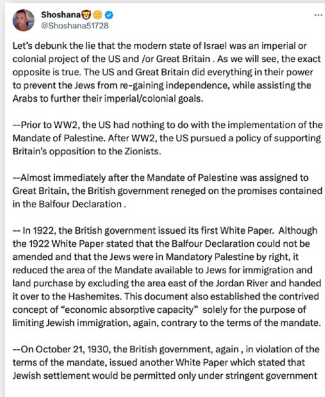 Shoshana
@Shoshana51728
Let's debunk the lie that the modern state of Israel was an imperial or
colonial project of the US and /or Great Britain . As we will see, the exact
opposite is true. The US and Great Britain did everything in their power
to prevent the Jews from re-gaining independence, while assisting the
Arabs to further their imperial/colonial goals.
--Prior to WW2, the US had nothing to do with the implementation of the
Mandate of Palestine. After WW2, the US pursued a policy of supporting
Britain's opposition to the Zionists.
--Almost immediately after the Mandate of Palestine was assigned to
Great Britain, the British government reneged on the promises contained
in the Balfour Declaration .
-- In 1922, the British government issued its first White Paper. Although
the 1922 White Paper stated that the Balfour Declaration could not be
amended and that the Jews were in Mandatory Palestine by right, it
reduced the area of the Mandate available to Jews for immigration and
land purchase by excluding the area east of the Jordan River and handed
it over to the Hashemites. This document also established the contrived
concept of "economic absorptive capacity" solely for the purpose of
limiting Jewish immigration, again, contrary to the terms of the mandate.
--On October 21, 1930, the British government, again , in violation of the
terms of the mandate, issued another White Paper which stated that
Jewish settlement would be permitted only under stringent government